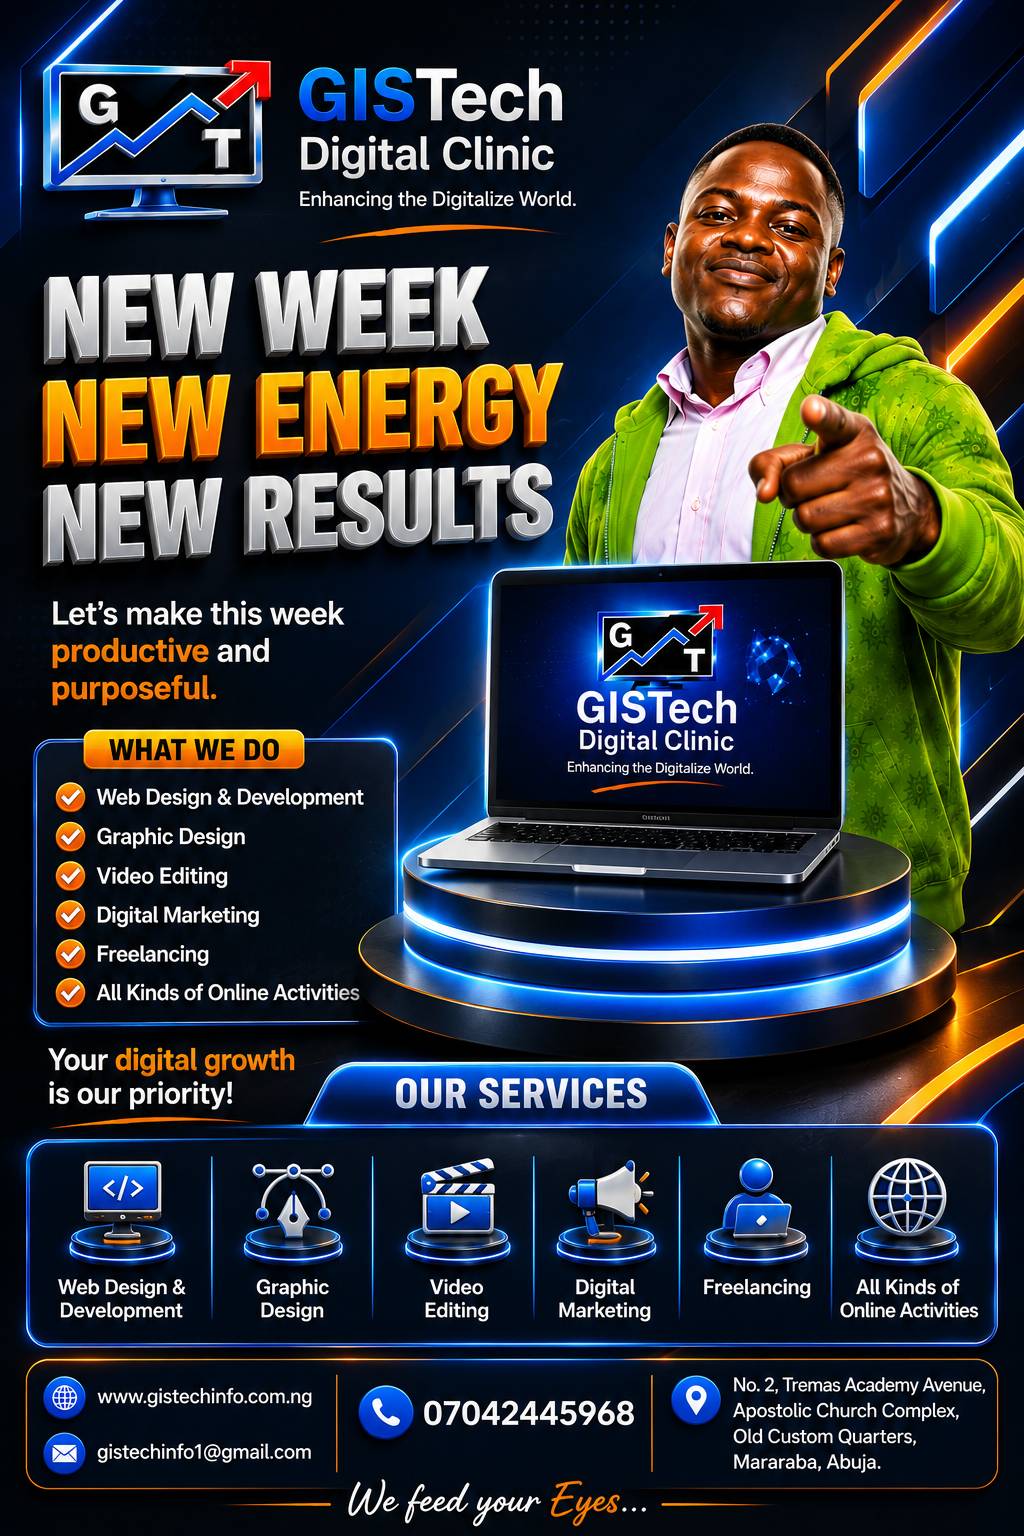 G T
GISTech
Digital Clinic
Enhancing the Digitalize World.
NEW WEEK
NEW ENERGY
NEW RESULTS
Let's make this week
productive and
purposeful.
G T
GISTech
Digital Clinic
Enhancing the Digitalize World.
WHAT WE DO
Web Design & Development
Graphic Design
Video Editing
Digital Marketing
Freelancing
All Kinds of Online Activities
Your digital growth
is our priority!
OUR SERVICES
</>
Web Design &
Development
Graphic
Design
Video
Editing
Digital
Marketing
Freelancing
All Kinds of
Online Activities
www.gistechinfo.com.ng
gistechinfo1@gmail.com
07042445968
No. 2, Tremas Academy Avenue,
Apostolic Church Complex,
Old Custom Quarters,
Mararaba, Abuja.
We feed your Eyes...